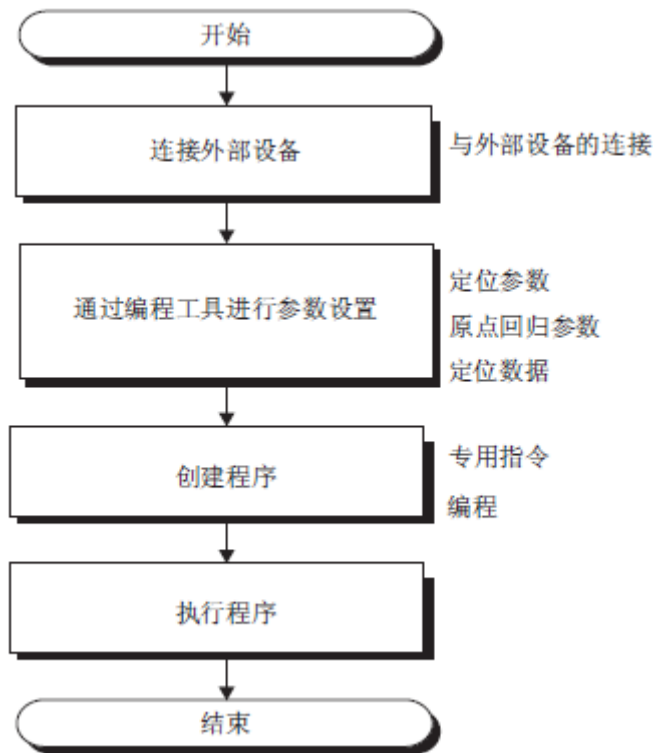 开始
连接外部设备
与外部设备的连接
通过编程工具进行参数设置
定位参数
原点回归参数
定位数据
创建程序
专用指令
编程
执行程序
结束